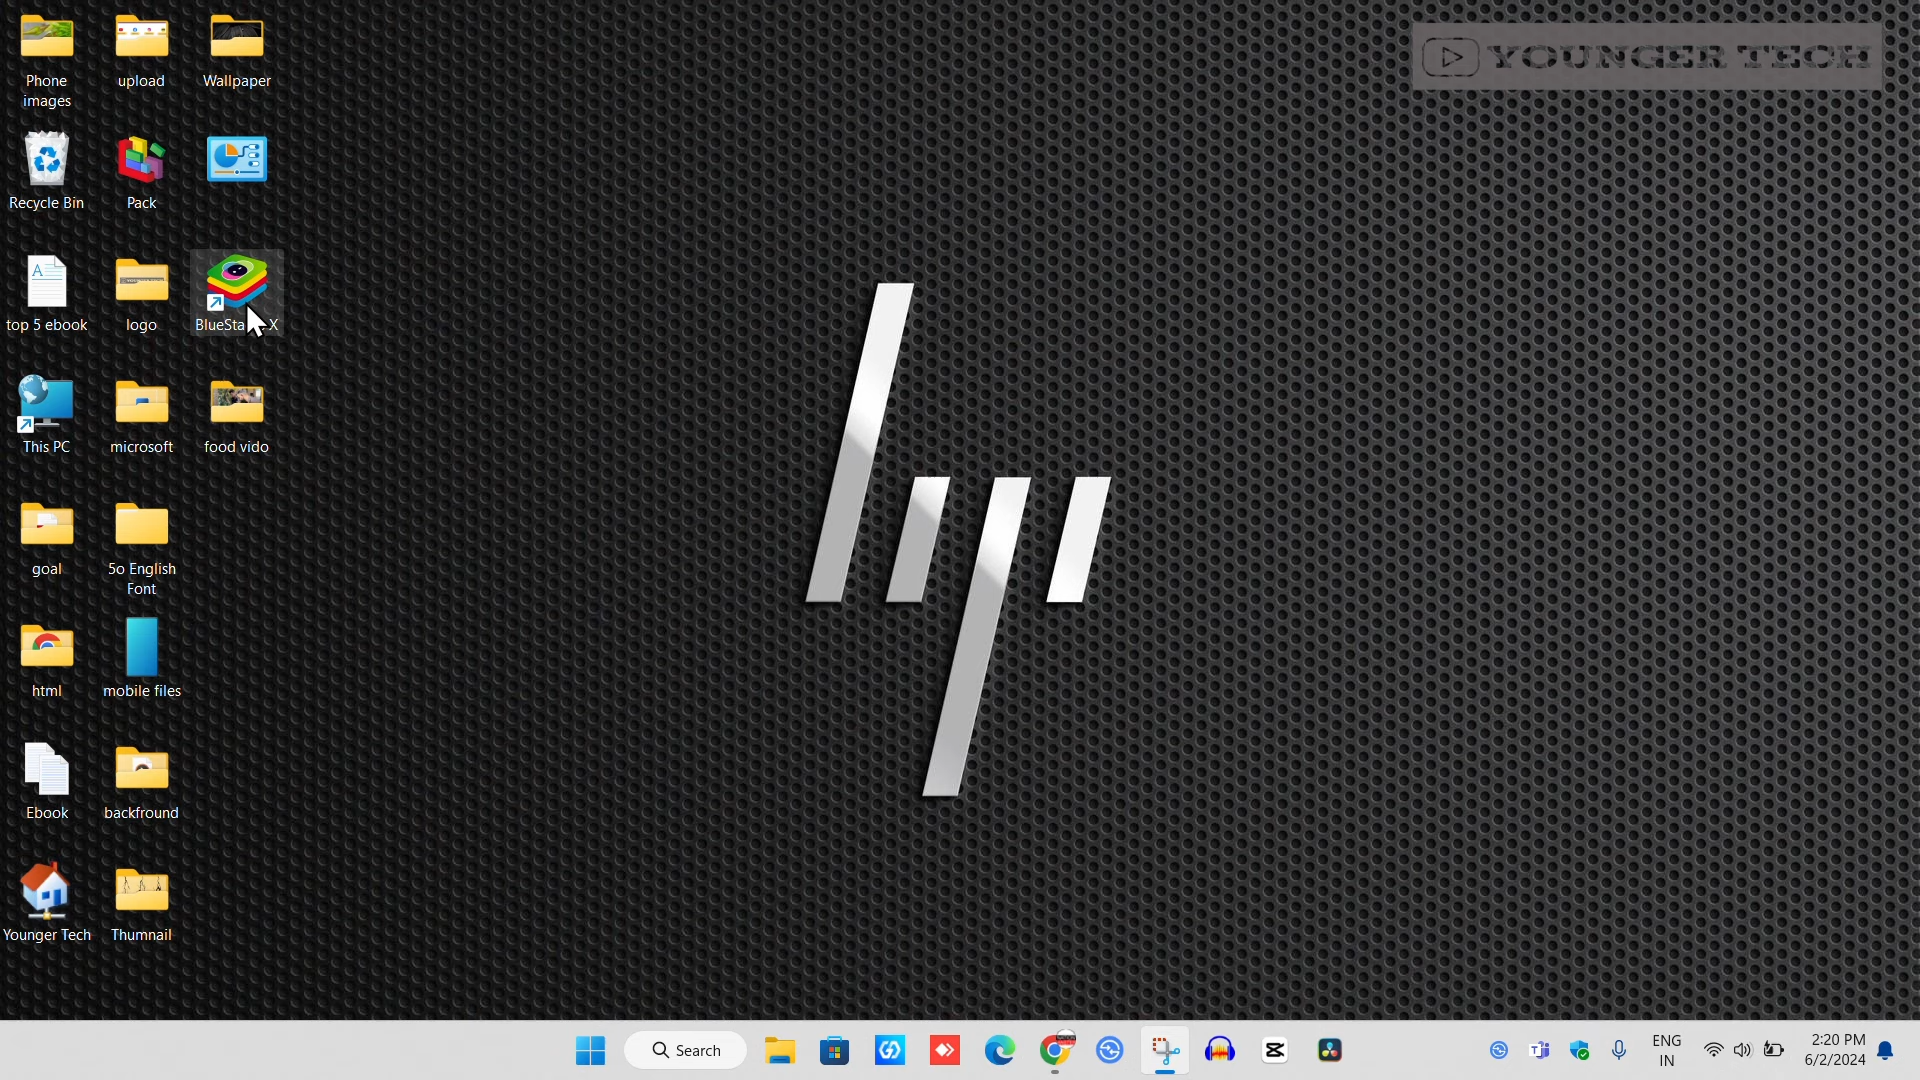 Phone
images
upload
Wallpaper
YOUNGER TECH
Recycle Bin
Pack
top 5 ebook
logo
X
This PC
microsoft
food vido
goal
5o English
Font
html
mobile files
Ebook
backfround
Younger Tech
Thumnail
Search
ENG
IN
2:20 PM
6/2/2024